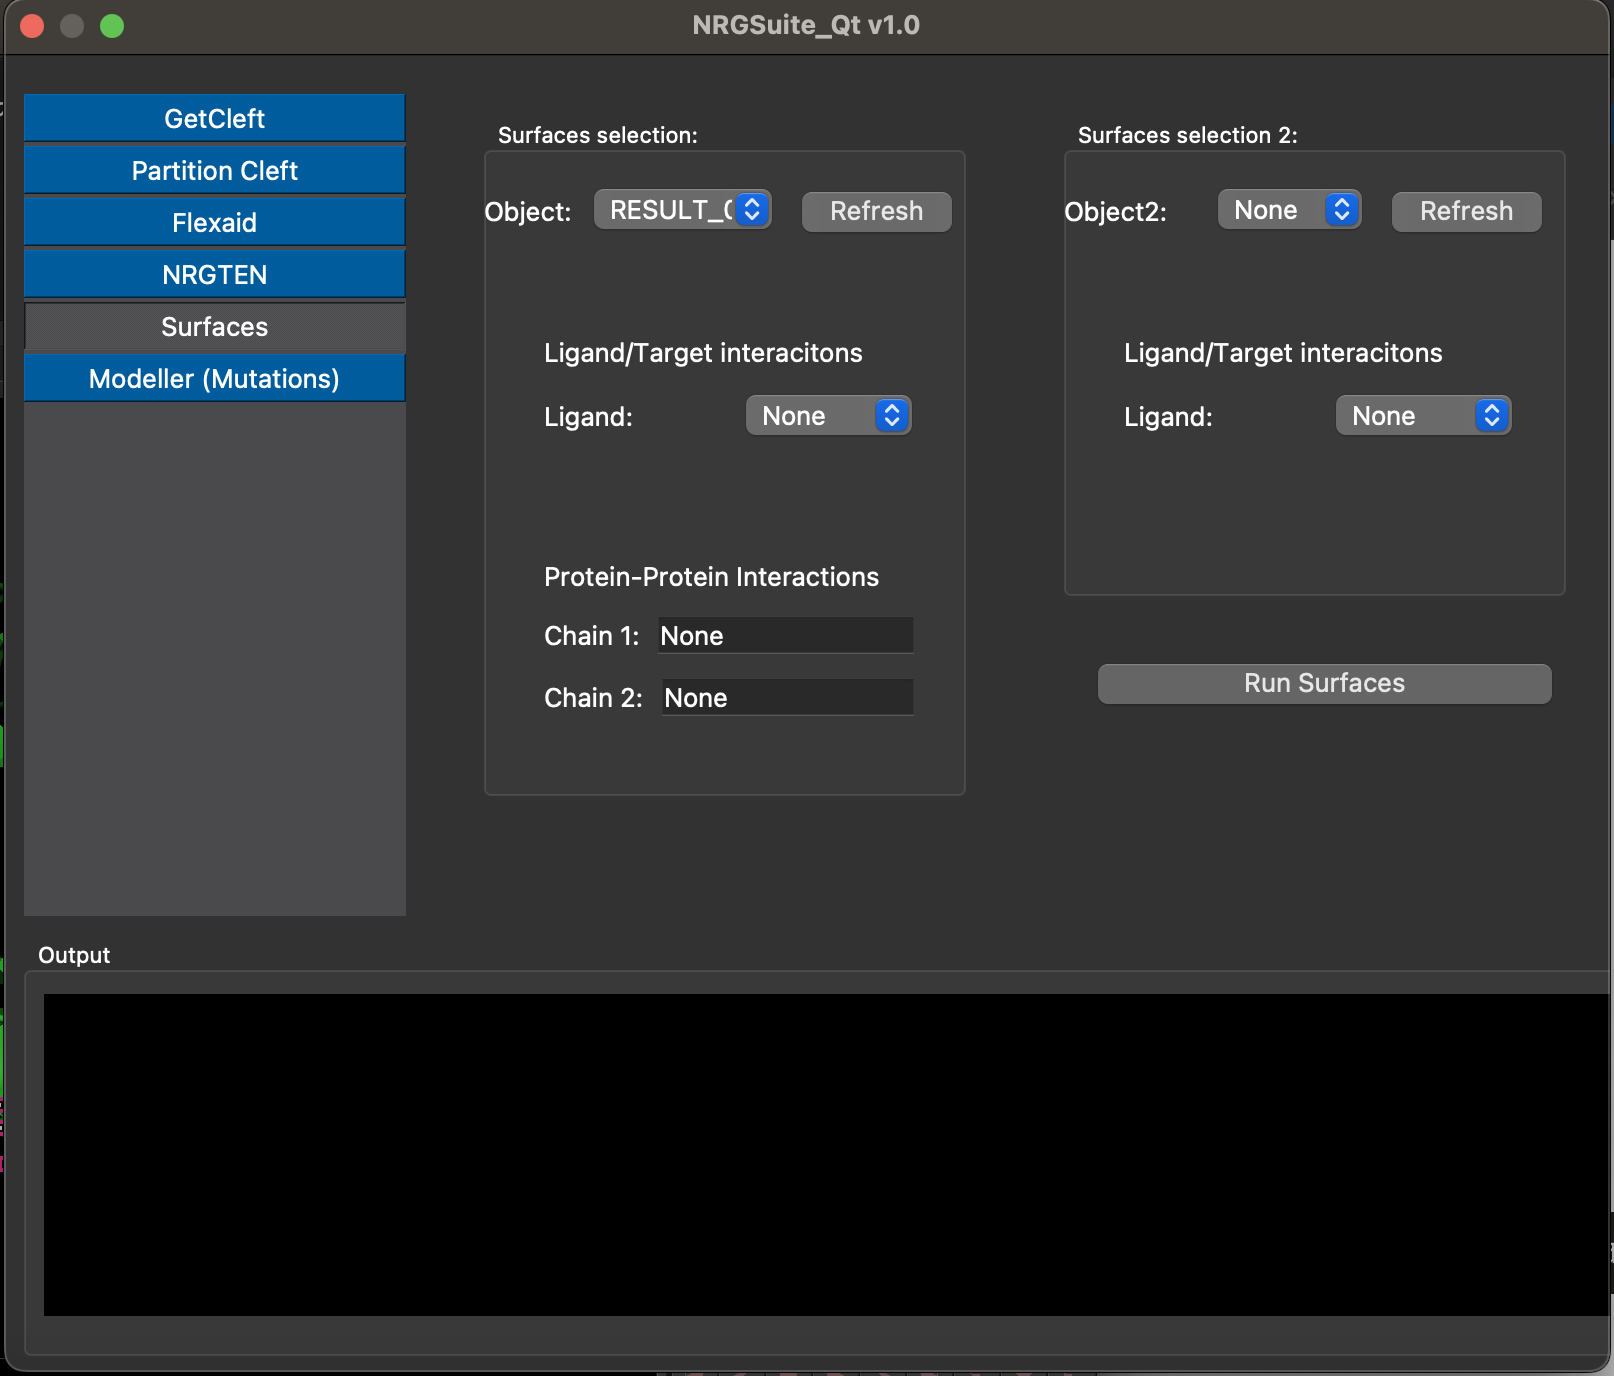 NRGSuite_Qt v1.0
GetCleft
Partition Cleft
Flexaid
NRGTEN
Surfaces
Modeller (Mutations)
Surfaces selection:
Object: RESULT_0 Refresh
Ligand/Target interacitons
Ligand: None
Protein-Protein Interactions
Chain 1: None
Chain 2: None
Surfaces selection 2:
Object2: None Refresh
Ligand/Target interacitons
Ligand: None
Run Surfaces
Output